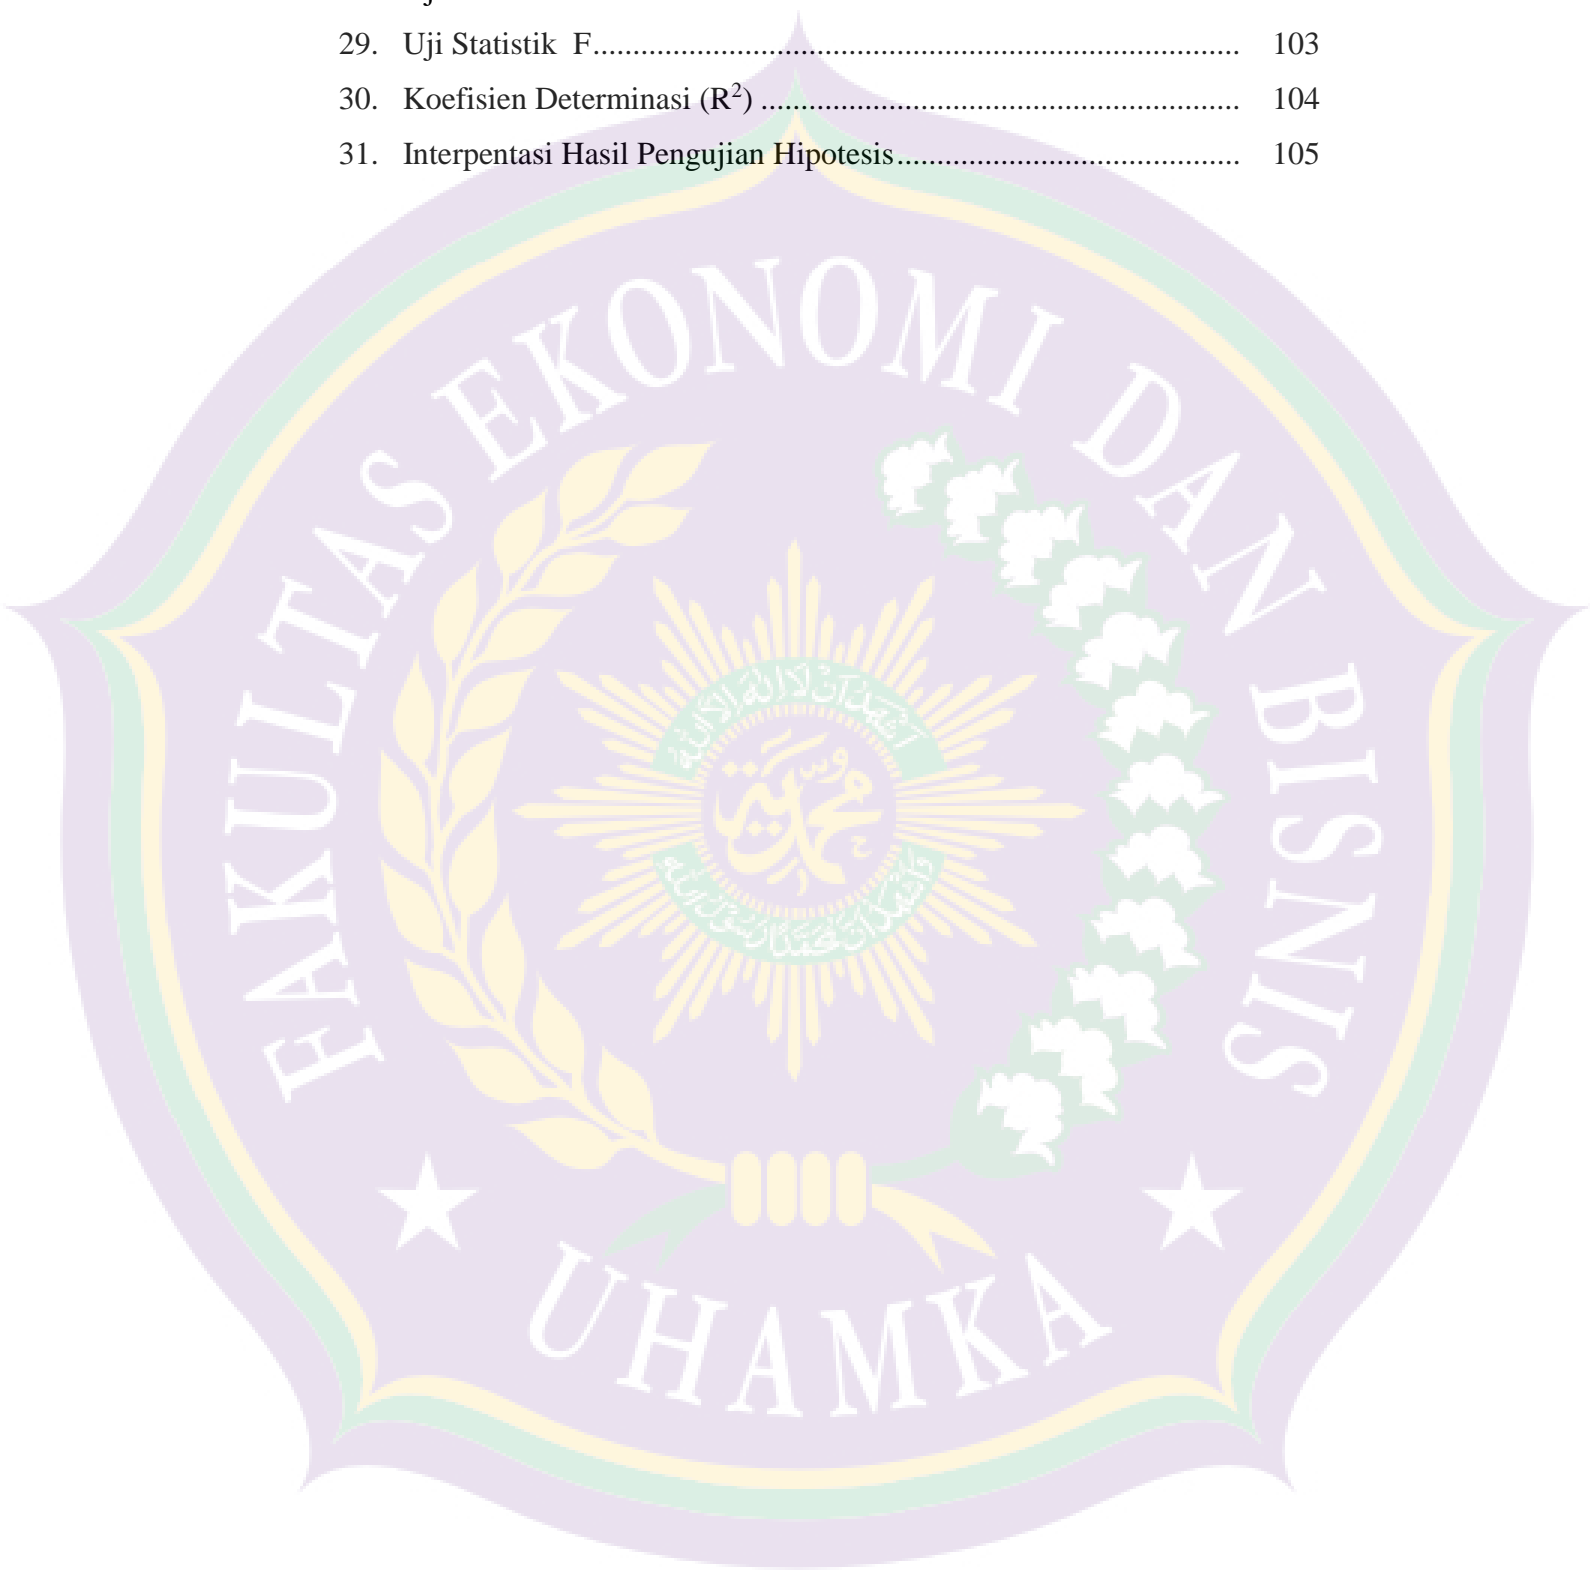 29. Uji Statistik F................................................................................ 103
30. Koefisien Determinasi (R²) ........................................................... 104
31. Interpentasi Hasil Pengujian Hipotesis.......................................... 105
FAKULTAS EKONOMI DAN BISNIS
محمدية
UHAMKA